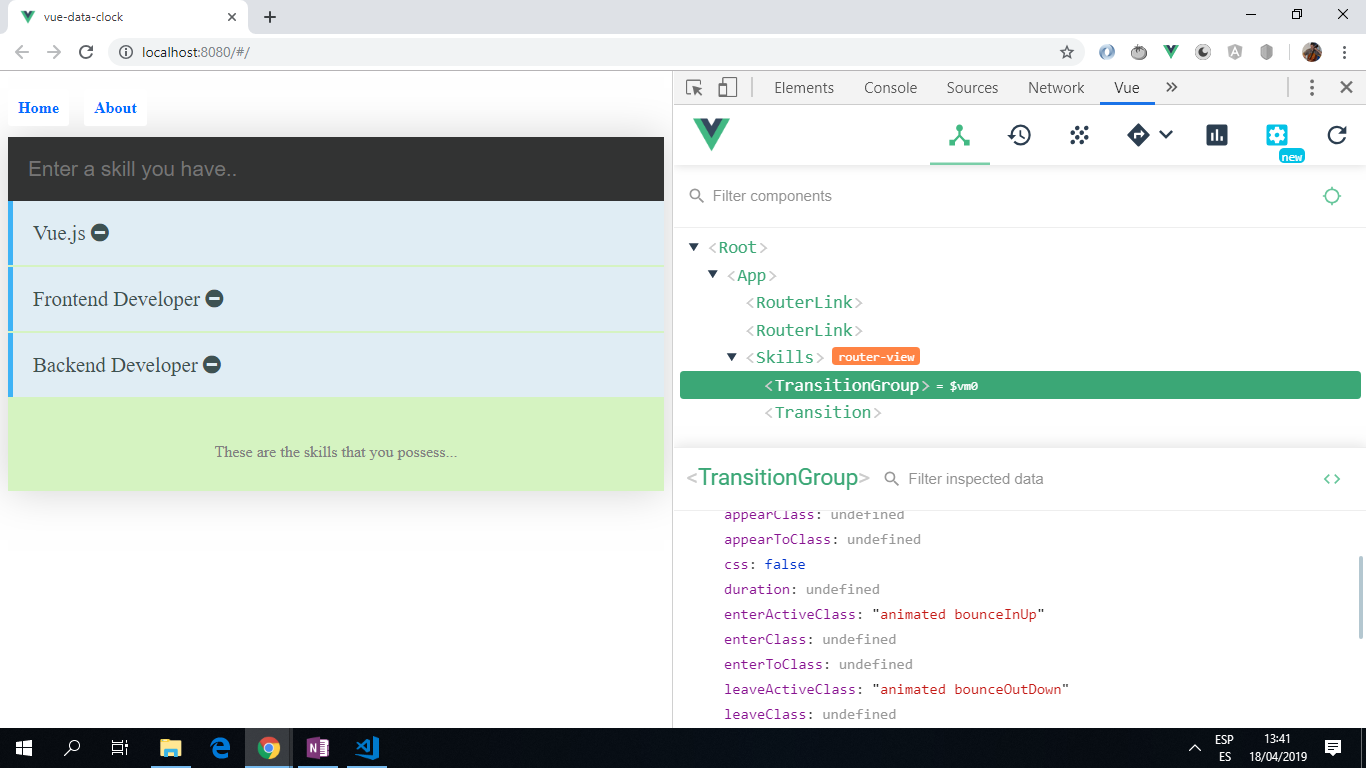 vue-data-clock
localhost:8080/#/
Home About
Enter a skill you have..
Vue.js
Frontend Developer
Backend Developer
These are the skills that you possess...
Elements Console Sources Network Vue »
new
Filter components
<Root>
<App>
<RouterLink>
<RouterLink>
<Skills> router-view
<TransitionGroup> = $vm0
<Transition>
<TransitionGroup> Filter inspected data <>
appearClass: undefined
appearToClass: undefined
css: false
duration: undefined
enterActiveClass: "animated bounceInUp"
enterClass: undefined
enterToClass: undefined
leaveActiveClass: "animated bounceOutDown"
leaveClass: undefined
ESP
ES
13:41
18/04/2019